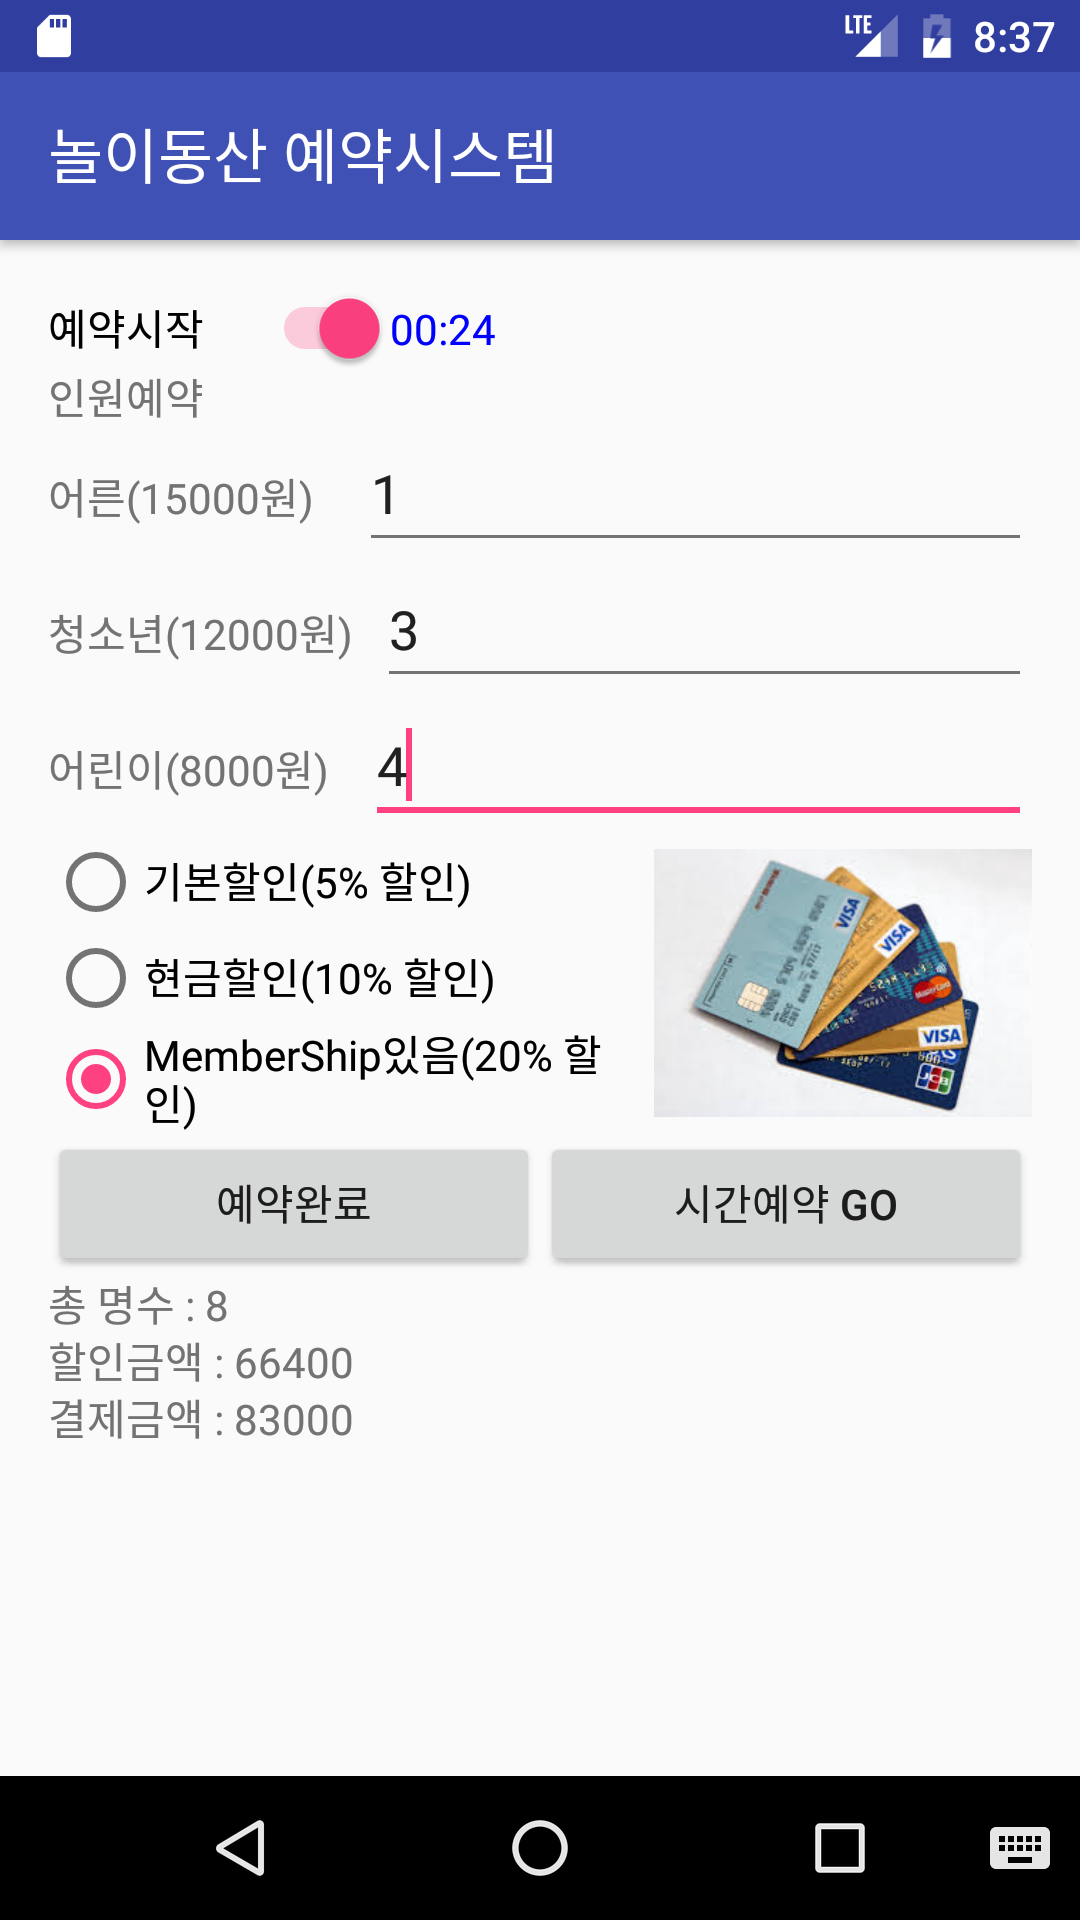 LTE 8:37
놀이동산 예약시스템
예약시작 00:24
인원예약
어른(15000원) 1
청소년(12000원) 3
어린이(8000원) 4
기본할인(5% 할인)
현금할인(10% 할인)
MemberShip있음(20% 할
인)
VISA
VISA
MasterCard
VISA
JCB
예약완료
시간예약 GO
총 명수 : 8
할인금액 : 66400
결제금액 : 83000